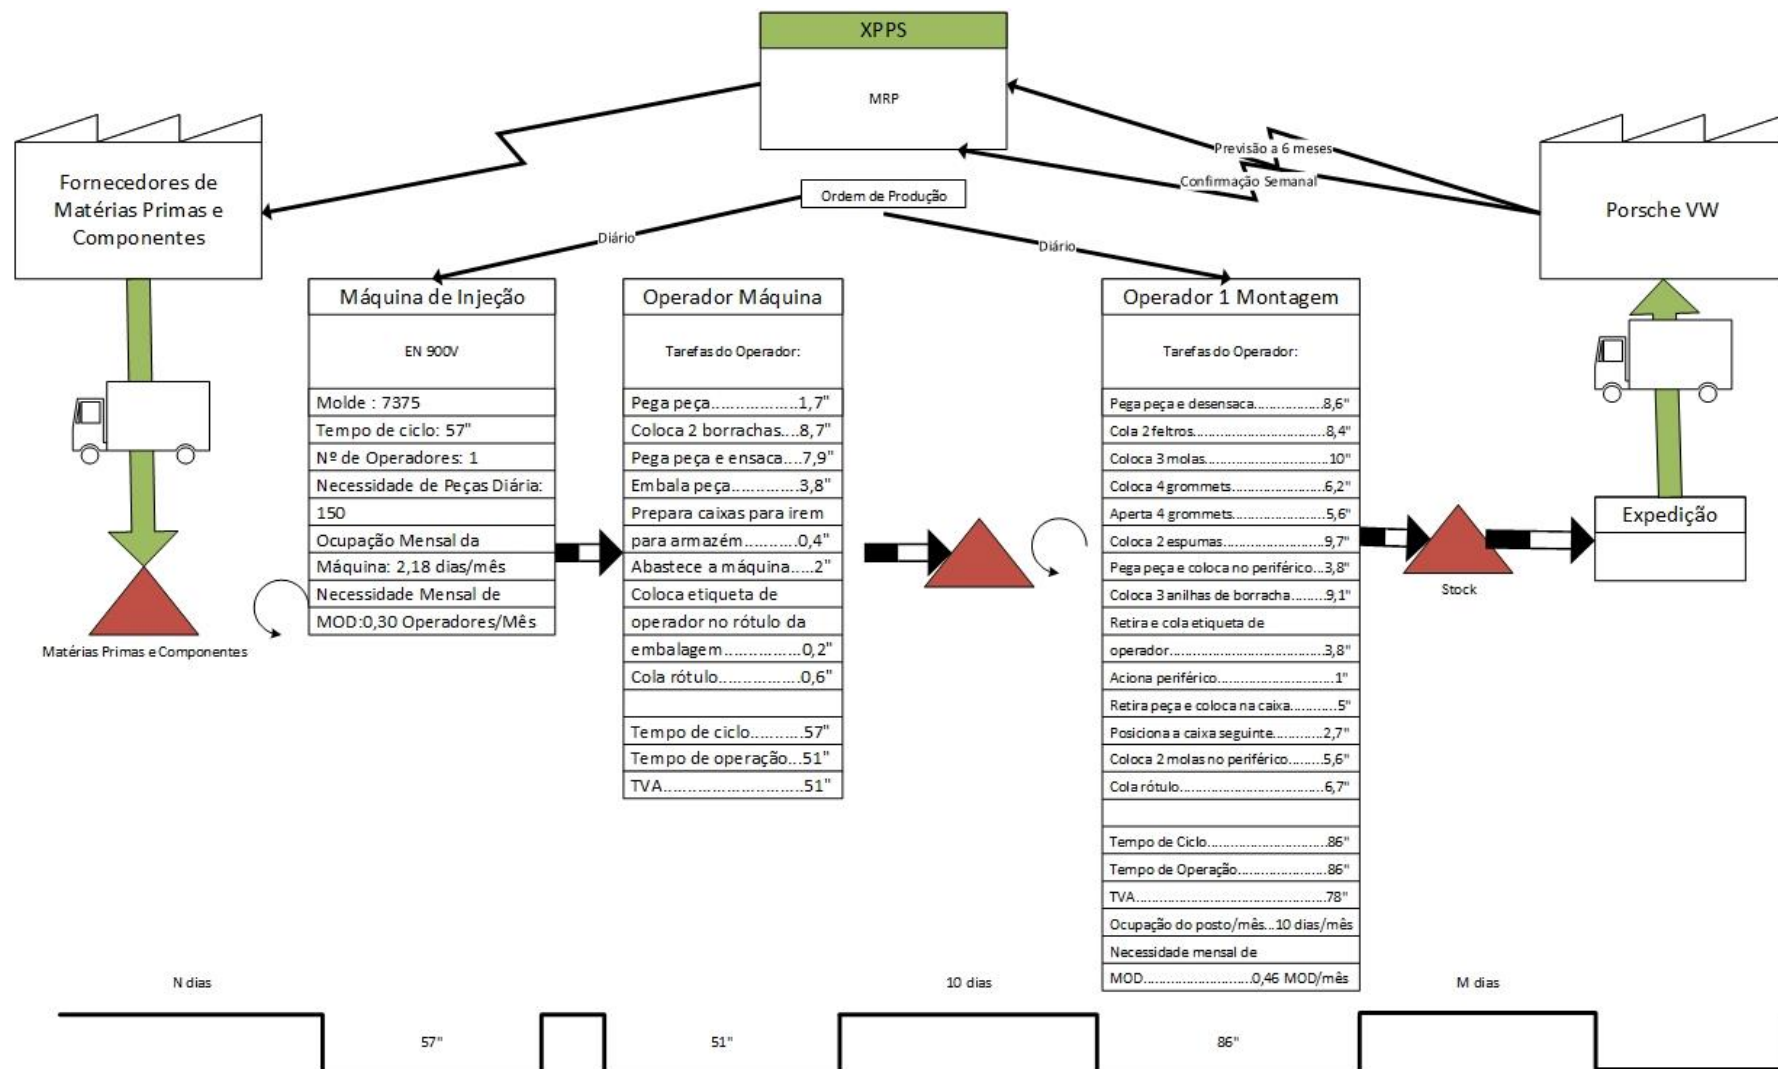 XPPS
MRP
Previsão a 6 meses
Confirmação Semanal
Fornecedores de
Matérias Primas e
Componentes
Porsche VW
Ordem de Produção
Diário
Diário
Máquina de Injeção
EN 900V
Molde : 7375
Tempo de ciclo: 57"
Nº de Operadores: 1
Necessidade de Peças Diária:
150
Ocupação Mensal da
Máquina: 2,18 dias/mês
Necessidade Mensal de
MOD:0,30 Operadores/Mês
Operador Máquina
Tarefas do Operador:
Pega peça..................1,7"
Coloca 2 borrachas....8,7"
Pega peça e ensaca....7,9"
Embala peça..............3,8"
Prepara caixas para irem
para armazém...........0,4"
Abastece a máquina.....2"
Coloca etiqueta de
operador no rótulo da
embalagem................0,2"
Cola rótulo.................0,6"
Tempo de ciclo...........57"
Tempo de operação...51"
TVA.............................51"
Operador 1 Montagem
Tarefas do Operador:
Pega peça e desensaca..................8,6"
Cola 2 feltros...................................8,4"
Coloca 3 molas.................................10"
Coloca 4 grommets.........................6,2"
Aperta 4 grommets.........................5,6"
Coloca 2 espumas...........................9,7"
Pega peça e coloca no periférico...3,8"
Coloca 3 anilhas de borracha.........9,1"
Retira e cola etiqueta de
operador.........................................3,8"
Aciona periférico...............................1"
Retira peça e coloca na caixa............5"
Posiciona a caixa seguinte..............2,7"
Coloca 2 molas no periférico.........5,6"
Cola rótulo......................................6,7"
Tempo de Ciclo................................86"
Tempo de Operação........................86"
TVA...................................................78"
Ocupação do posto/mês...10 dias/mês
Necessidade mensal de
MOD.............................0,46 MOD/mês
Expedição
Stock
Matérias Primas e Componentes
N dias
10 dias
M dias
57"
51"
86"